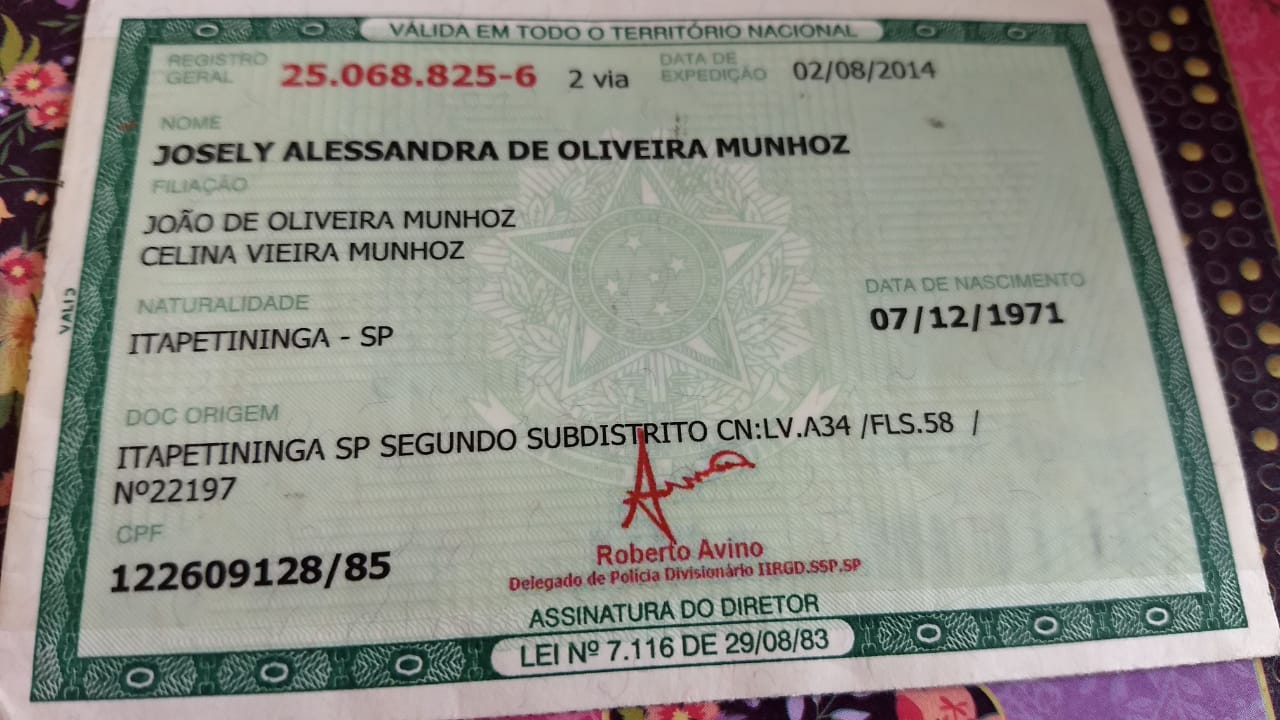 VÁLIDA EM TODO O TERRITÓRIO NACIONAL
REGISTRO GERAL 25.068.825-6 2 via DATA DE EXPEDIÇÃO 02/08/2014
NOME
JOSELY ALESSANDRA DE OLIVEIRA MUNHOZ
FILIAÇÃO
JOÃO DE OLIVEIRA MUNHOZ
CELINA VIEIRA MUNHOZ
NATURALIDADE DATA DE NASCIMENTO
ITAPETININGA - SP 07/12/1971
DOC ORIGEM
ITAPETININGA SP SEGUNDO SUBDISTRITO CN:LV.A34 /FLS.58 /
Nº22197
CPF
122609128/85
Roberto Avino
Delegado de Polícia Divisionário IIRGD.SSP.SP
ASSINATURA DO DIRETOR
LEI Nº 7.116 DE 29/08/83